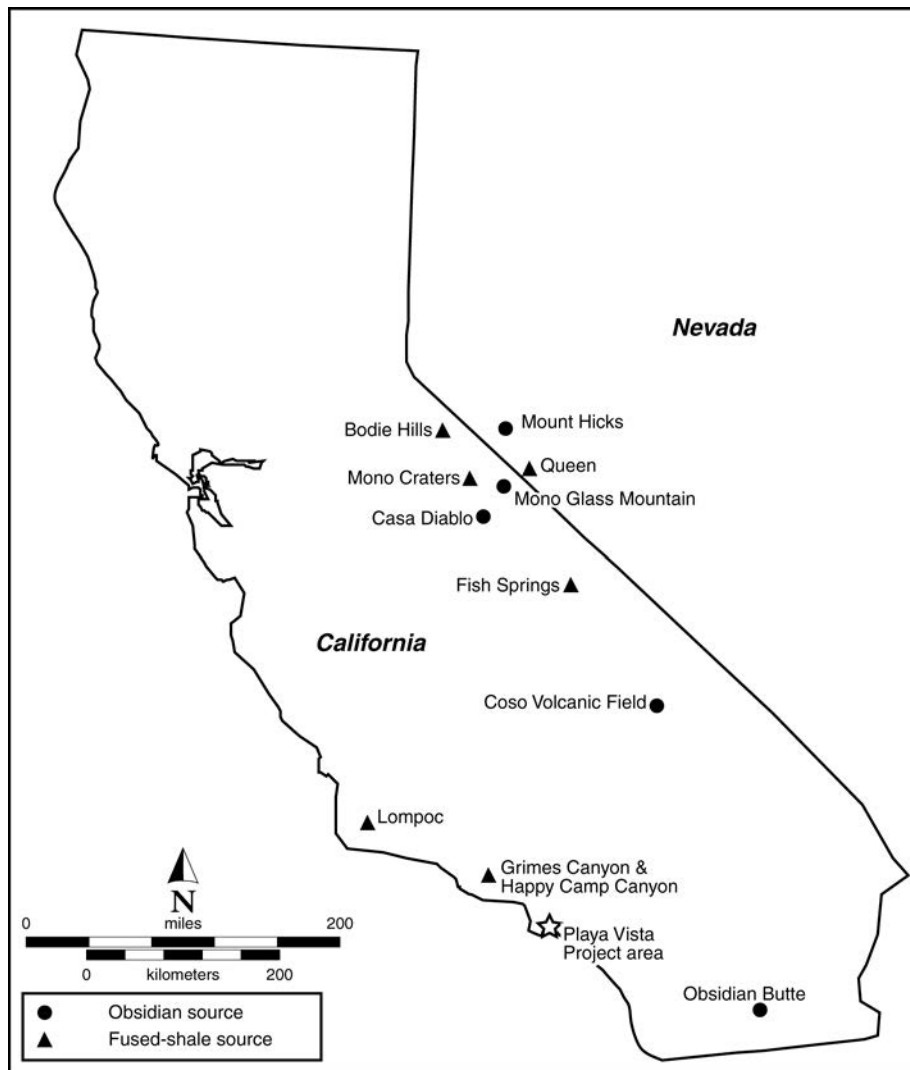 Nevada
Mount Hicks
Bodie Hills
Queen
Mono Craters
Mono Glass Mountain
Casa Diablo
Fish Springs
California
Coso Volcanic Field
Lompoc
Grimes Canyon &
Happy Camp Canyon
Playa Vista
Project area
Obsidian Butte
N
0 miles 200
0 kilometers 200
Obsidian source
Fused-shale source